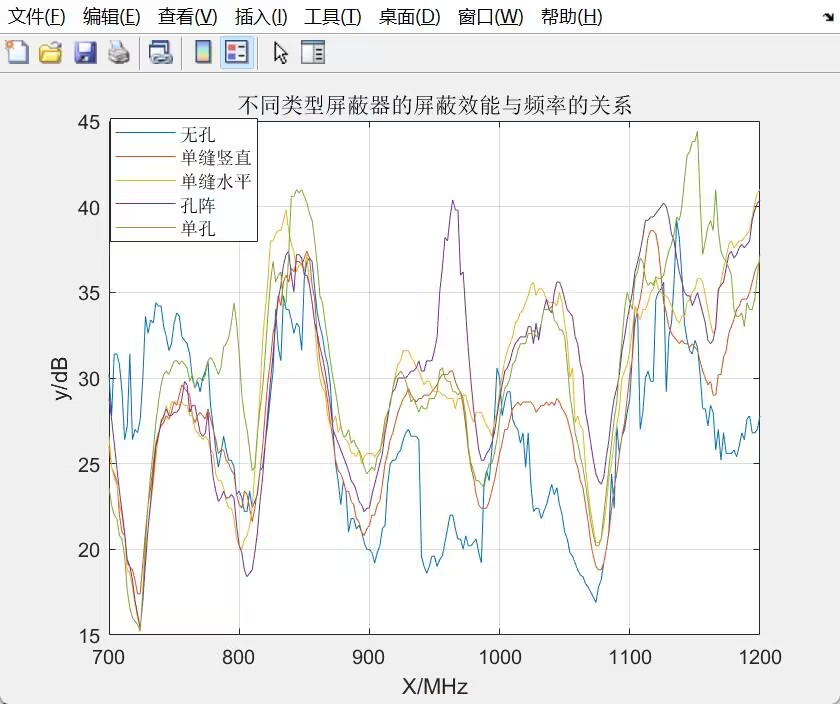 文件(F) 编辑(E) 查看(V) 插入(I) 工具(T) 桌面(D) 窗口(W) 帮助(H)
不同类型屏蔽器的屏蔽效能与频率的关系
无孔
单缝竖直
单缝水平
孔阵
单孔
45
40
35
30
25
20
15
y/dB
700 800 900 1000 1100 1200
X/MHz